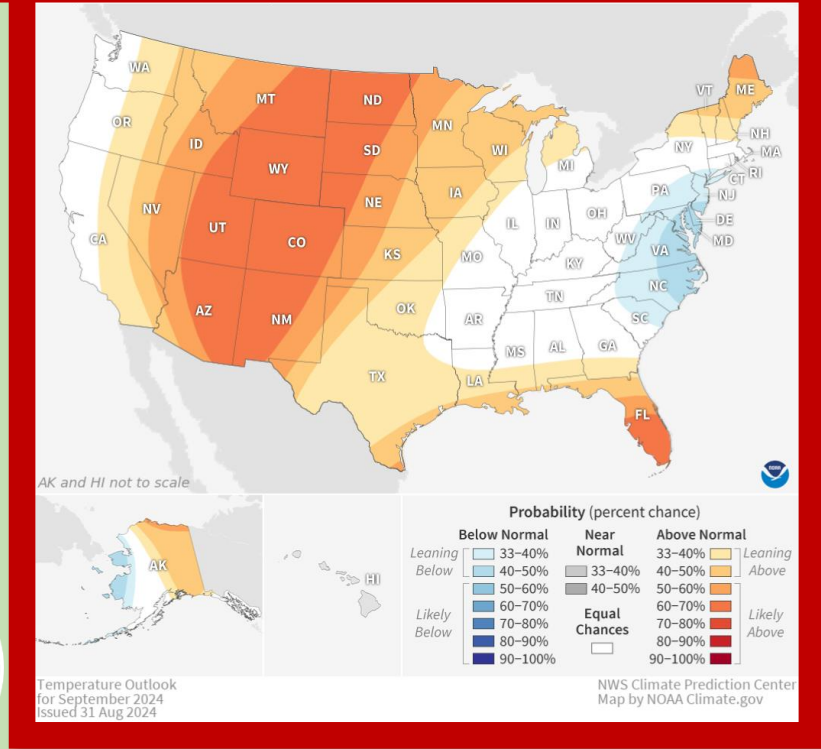 WA
VT
ME
MT
ND
OR
MN
NH
ID
SD
WI
NY
MA
MI
WY
CT
RI
NE
IA
PA
NJ
NV
UT
IL
IN
OH
DE
CA
CO
WV
MD
KS
MO
VA
KY
NC
AZ
NM
OK
TN
AR
SC
MS
AL
GA
TX
LA
FL
AK and HI not to scale
NOAA
AK
HI
Probability (percent chance)
Below Normal
Near Normal
Above Normal
Leaning Below
33–40%
40–50%
Likely Below
50–60%
60–70%
70–80%
80–90%
90–100%
33–40%
40–50%
Equal Chances
33–40%
40–50%
Leaning Above
50–60%
60–70%
70–80%
80–90%
90–100%
Likely Above
Temperature Outlook
for September 2024
Issued 31 Aug 2024
NWS Climate Prediction Center
Map by NOAA Climate.gov